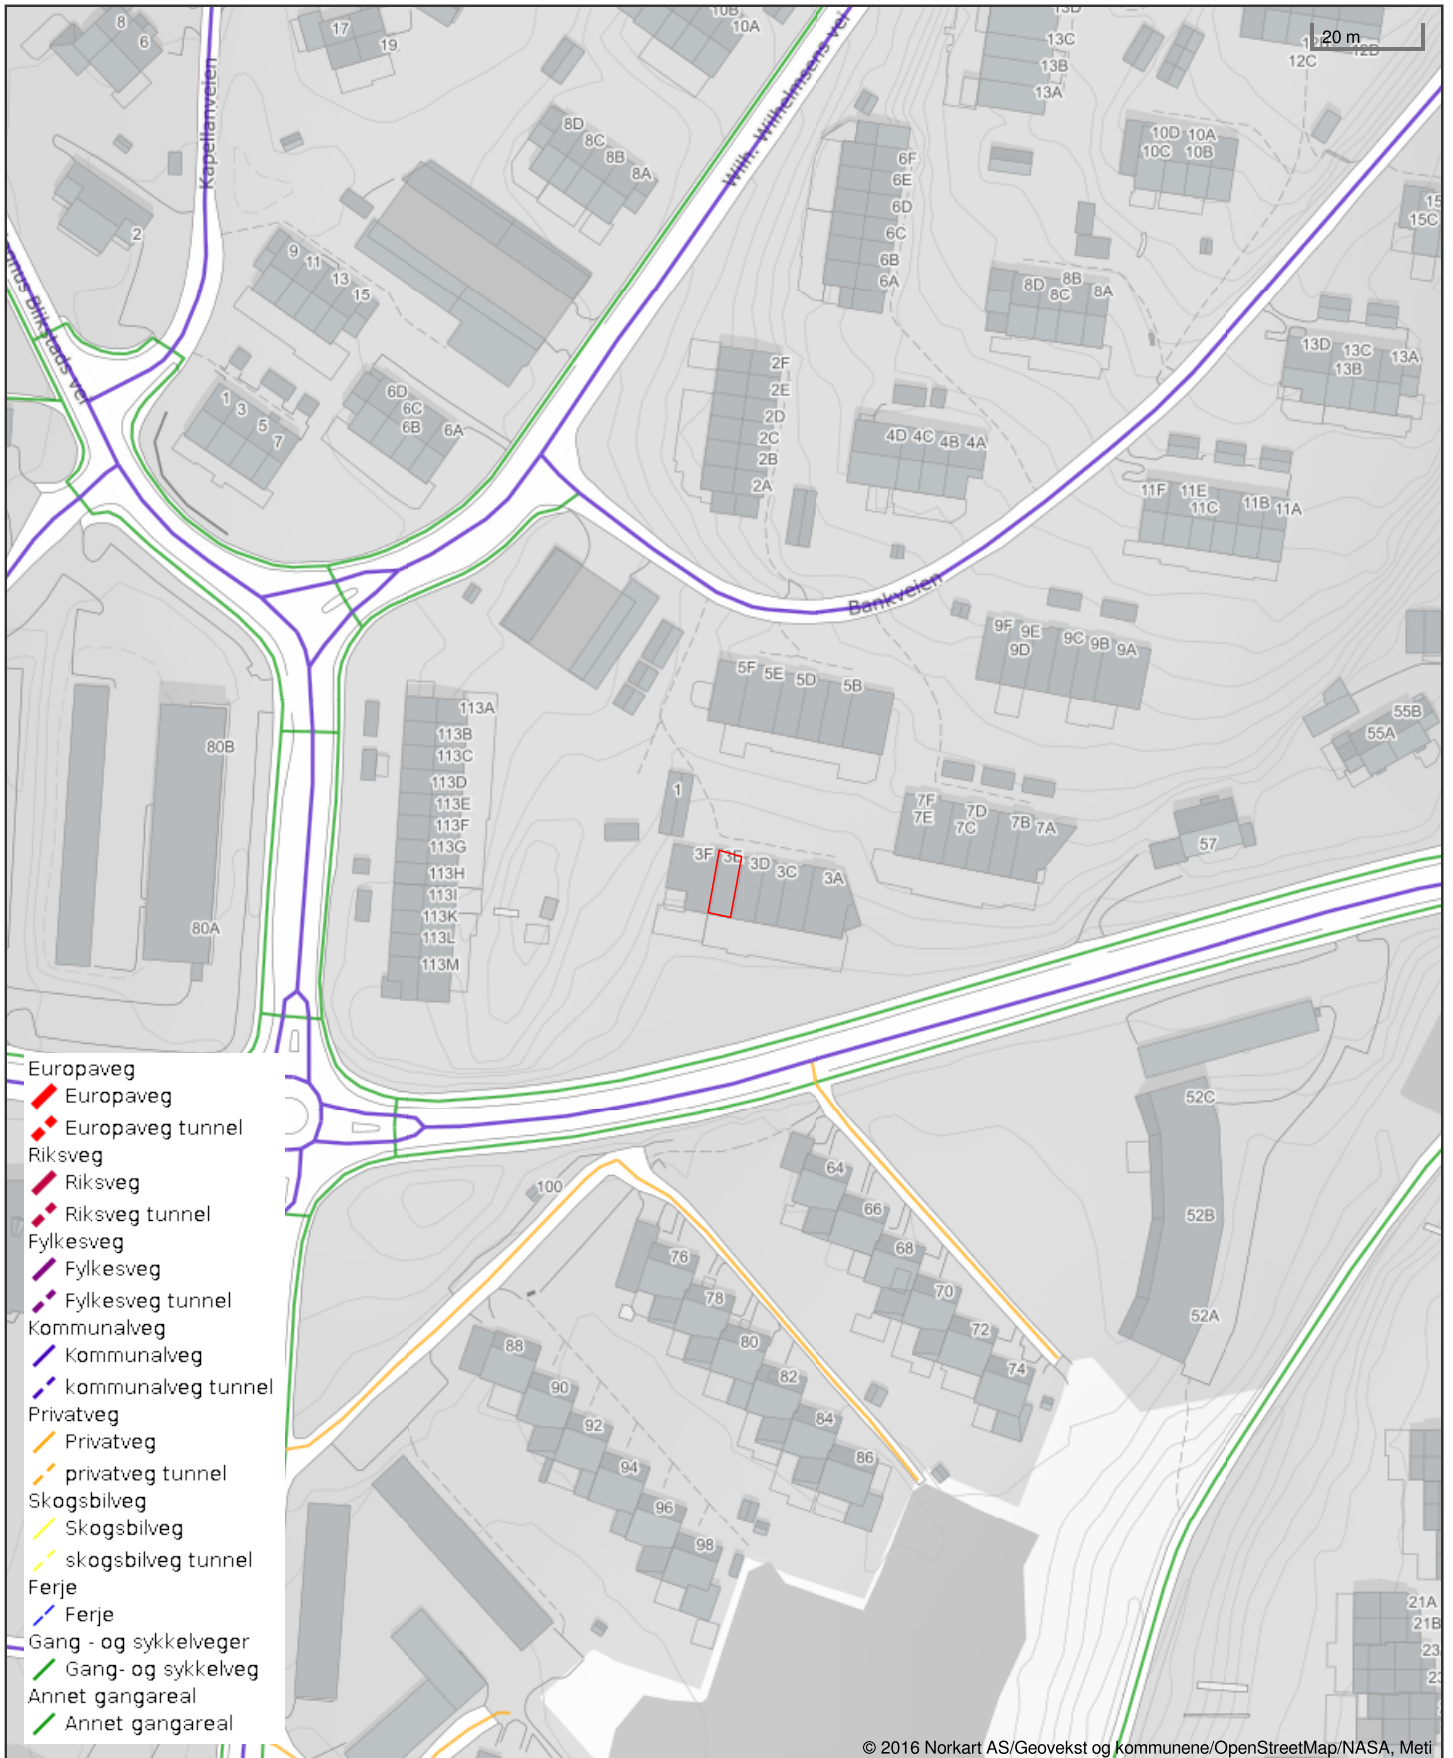 8
6
17
19
10B
10A
13D
13C
13B
13A
20 m
12D
12C
12B
Kapellanveien
Wilh. Wilhelmsens vei
8D
8C
8B
8A
6F
6E
6D
6C
6B
6A
10D 10A
10C 10B
15C
2
9
11
13
15
8B
8D
8C
8A
Blikstads vei
2F
2E
2D
2C
2B
2A
13D
13C
13A
13B
1
3
5
7
6D
6C
6B
6A
4D 4C 4B 4A
11F 11E
11C
11B 11A
Bankveien
9F 9E
9D
9C 9B 9A
5F 5E 5D 5B
113A
113B
113C
113D
113E
113F
113G
113H
113I
113K
113L
113M
80B
80A
55B
55A
1
7F
7E
7D
7C
7B 7A
57
3F 3E 3D 3C 3A
52C
52B
52A
100
64
66
68
70
72
74
76
78
80
82
84
86
88
90
92
94
96
98
21A
21B
23
Europaveg
Europaveg
Europaveg tunnel
Riksveg
Riksveg
Riksveg tunnel
Fylkesveg
Fylkesveg
Fylkesveg tunnel
Kommunalveg
Kommunalveg
kommunalveg tunnel
Privatveg
Privatveg
privatveg tunnel
Skogsbilveg
Skogsbilveg
skogsbilveg tunnel
Ferje
Ferje
Gang - og sykkelveger
Gang- og sykkelveg
Annet gangareal
Annet gangareal
© 2016 Norkart AS/Geovekst og kommunene/OpenStreetMap/NASA, Meti